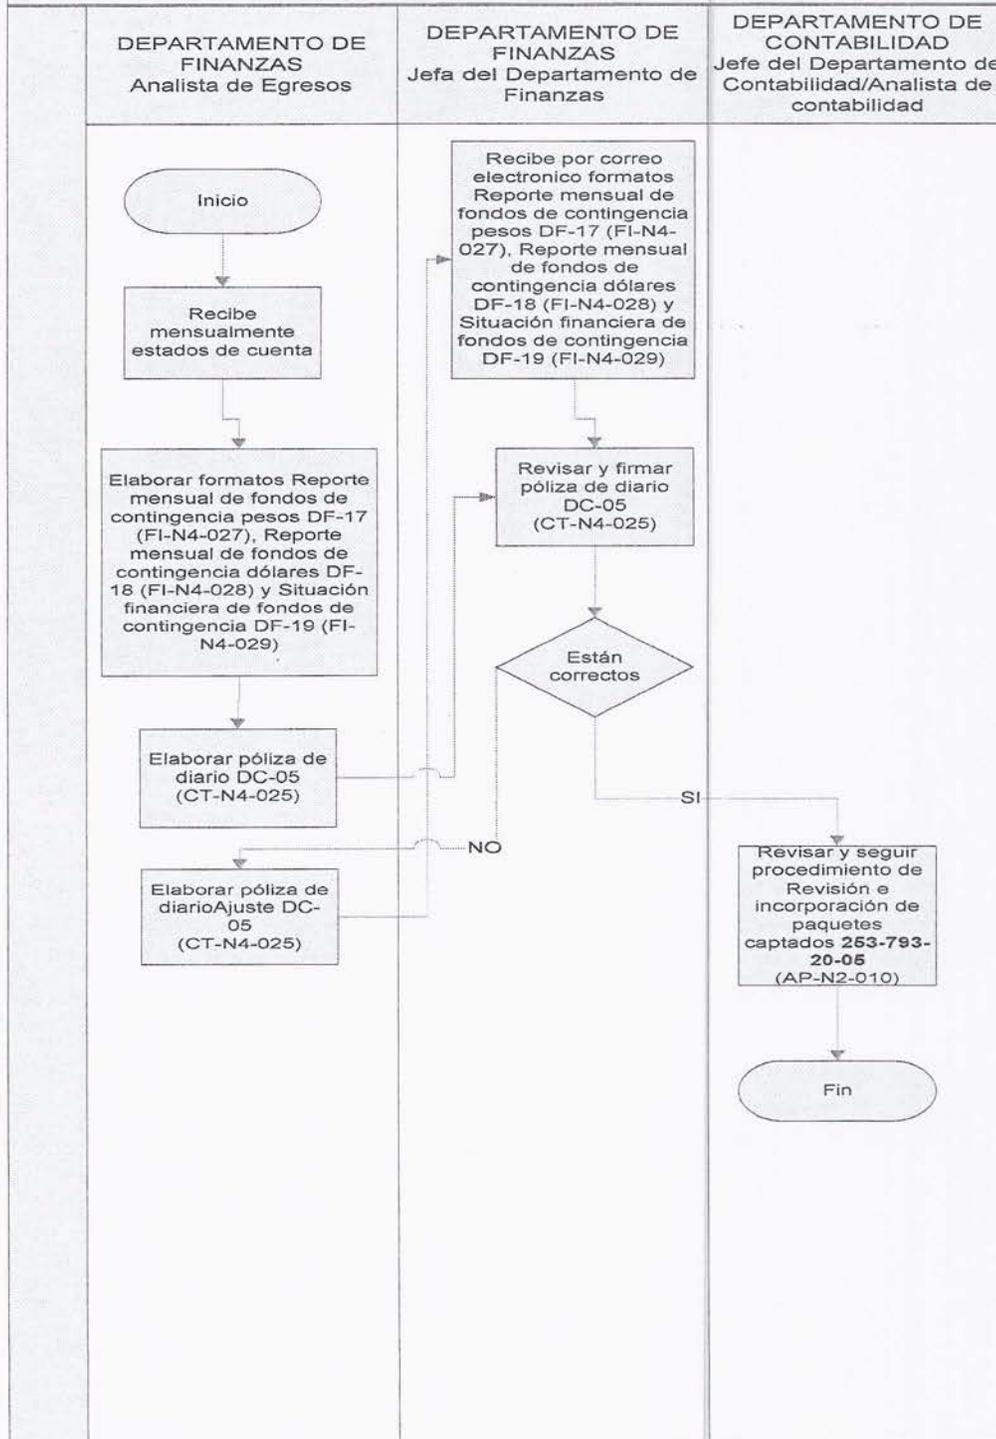 DEPARTAMENTO DE
FINANZAS
Analista de Egresos
DEPARTAMENTO DE
FINANZAS
Jefa del Departamento de
Finanzas
DEPARTAMENTO DE
CONTABILIDAD
Jefe del Departamento de
Contabilidad/Analista de
contabilidad
Inicio
Recibe
mensualmente
estados de cuenta
Elaborar formatos Reporte
mensual de fondos de
contingencia pesos DF-17
(FI-N4-027), Reporte
mensual de fondos de
contingencia dólares DF-
18 (FI-N4-028) y Situación
financiera de fondos de
contingencia DF-19 (FI-
N4-029)
Elaborar póliza de
diario DC-05
(CT-N4-025)
Elaborar póliza de
diarioAjuste DC-
05
(CT-N4-025)
Recibe por correo
electronico formatos
Reporte mensual de
fondos de contingencia
pesos DF-17 (FI-N4-
027), Reporte mensual
de fondos de
contingencia dólares
DF-18 (FI-N4-028) y
Situación financiera de
fondos de contingencia
DF-19 (FI-N4-029)
Revisar y firmar
póliza de diario
DC-05
(CT-N4-025)
Están
correctos
SI
NO
Revisar y seguir
procedimiento de
Revisión e
incorporación de
paquetes
captados 253-793-
20-05
(AP-N2-010)
Fin